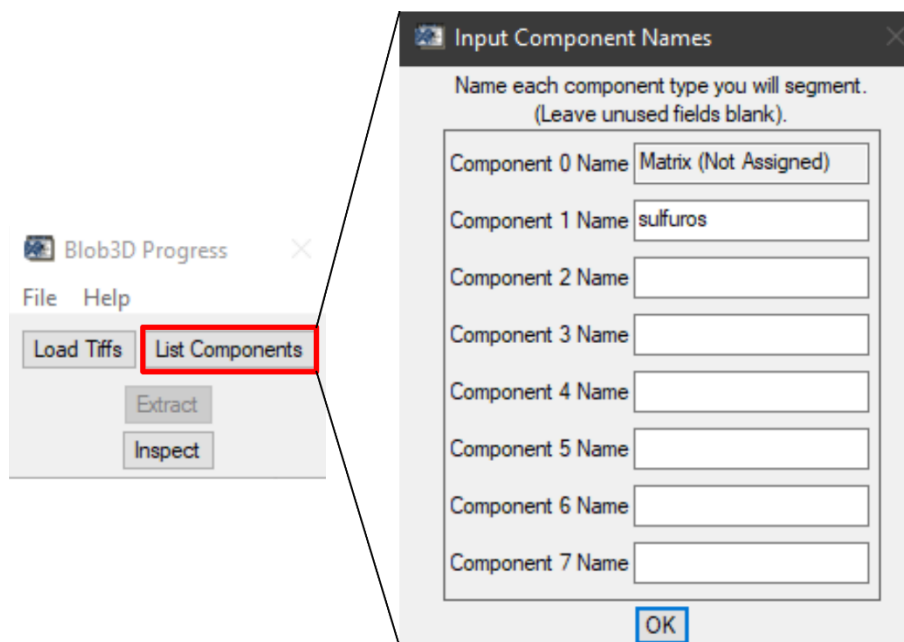 Blob3D Progress
File Help
Load Tiffs List Components
Extract
Inspect
Input Component Names
Name each component type you will segment.
(Leave unused fields blank).
Component 0 Name Matrix (Not Assigned)
Component 1 Name sulfuros
Component 2 Name
Component 3 Name
Component 4 Name
Component 5 Name
Component 6 Name
Component 7 Name
OK